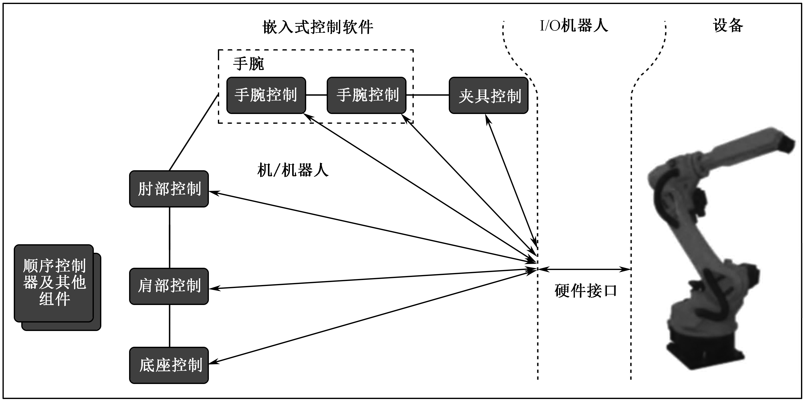 嵌入式控制软件
I/O机器人
设备
手腕
手腕控制
手腕控制
夹具控制
机/机器人
肘部控制
顺序控制
器及其他
组件
肩部控制
硬件接口
底座控制